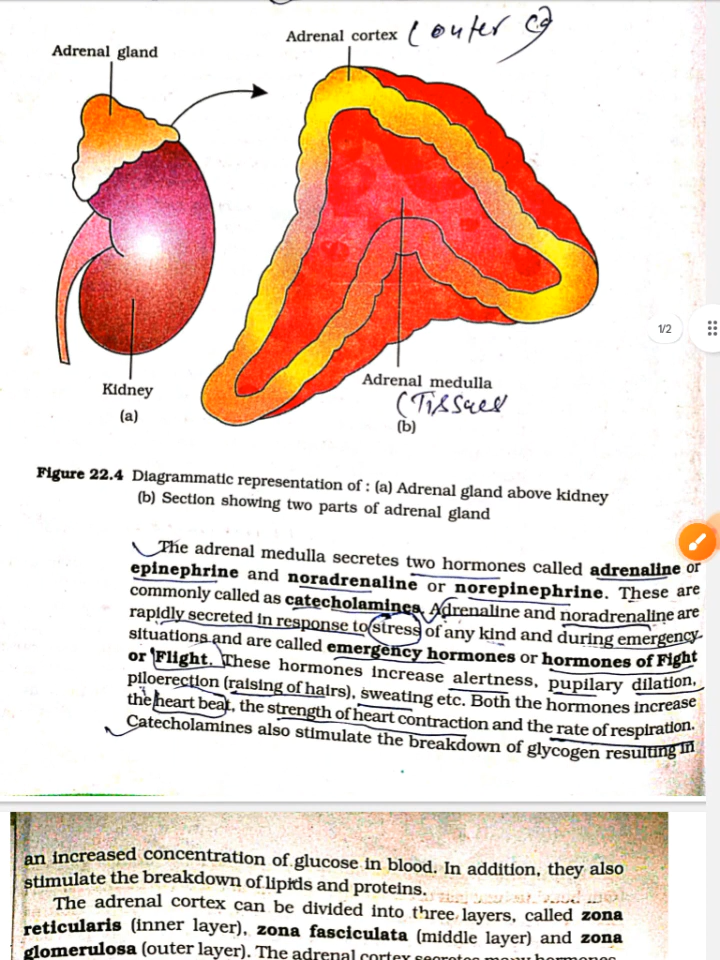 Adrenal gland
Adrenal cortex (outer
Kidney
(a)
Adrenal medulla
(Tissues
(b)
1/2
Figure 22.4 Diagrammatic representation of : (a) Adrenal gland above kidney
(b) Section showing two parts of adrenal gland
The adrenal medulla secretes two hormones called adrenaline or
epinephrine and noradrenaline or norepinephrine. These are
commonly called as catecholamines. Adrenaline and noradrenaline are
rapidly secreted in response to stress of any kind and during emergency
situations and are called emergency hormones or hormones of Fight
or Flight. These hormones increase alertness, pupilary dilation,
piloerection (raising of hairs), sweating etc. Both the hormones increase
the heart beat, the strength of heart contraction and the rate of respiration.
Catecholamines also stimulate the breakdown of glycogen resulting in
an increased concentration of glucose in blood. In addition, they also
stimulate the breakdown of lipids and proteins.
The adrenal cortex can be divided into three layers, called zona
reticularis (inner layer), zona fasciculata (middle layer) and zona
glomerulosa (outer layer). The adrenal cortex secretes many hormones